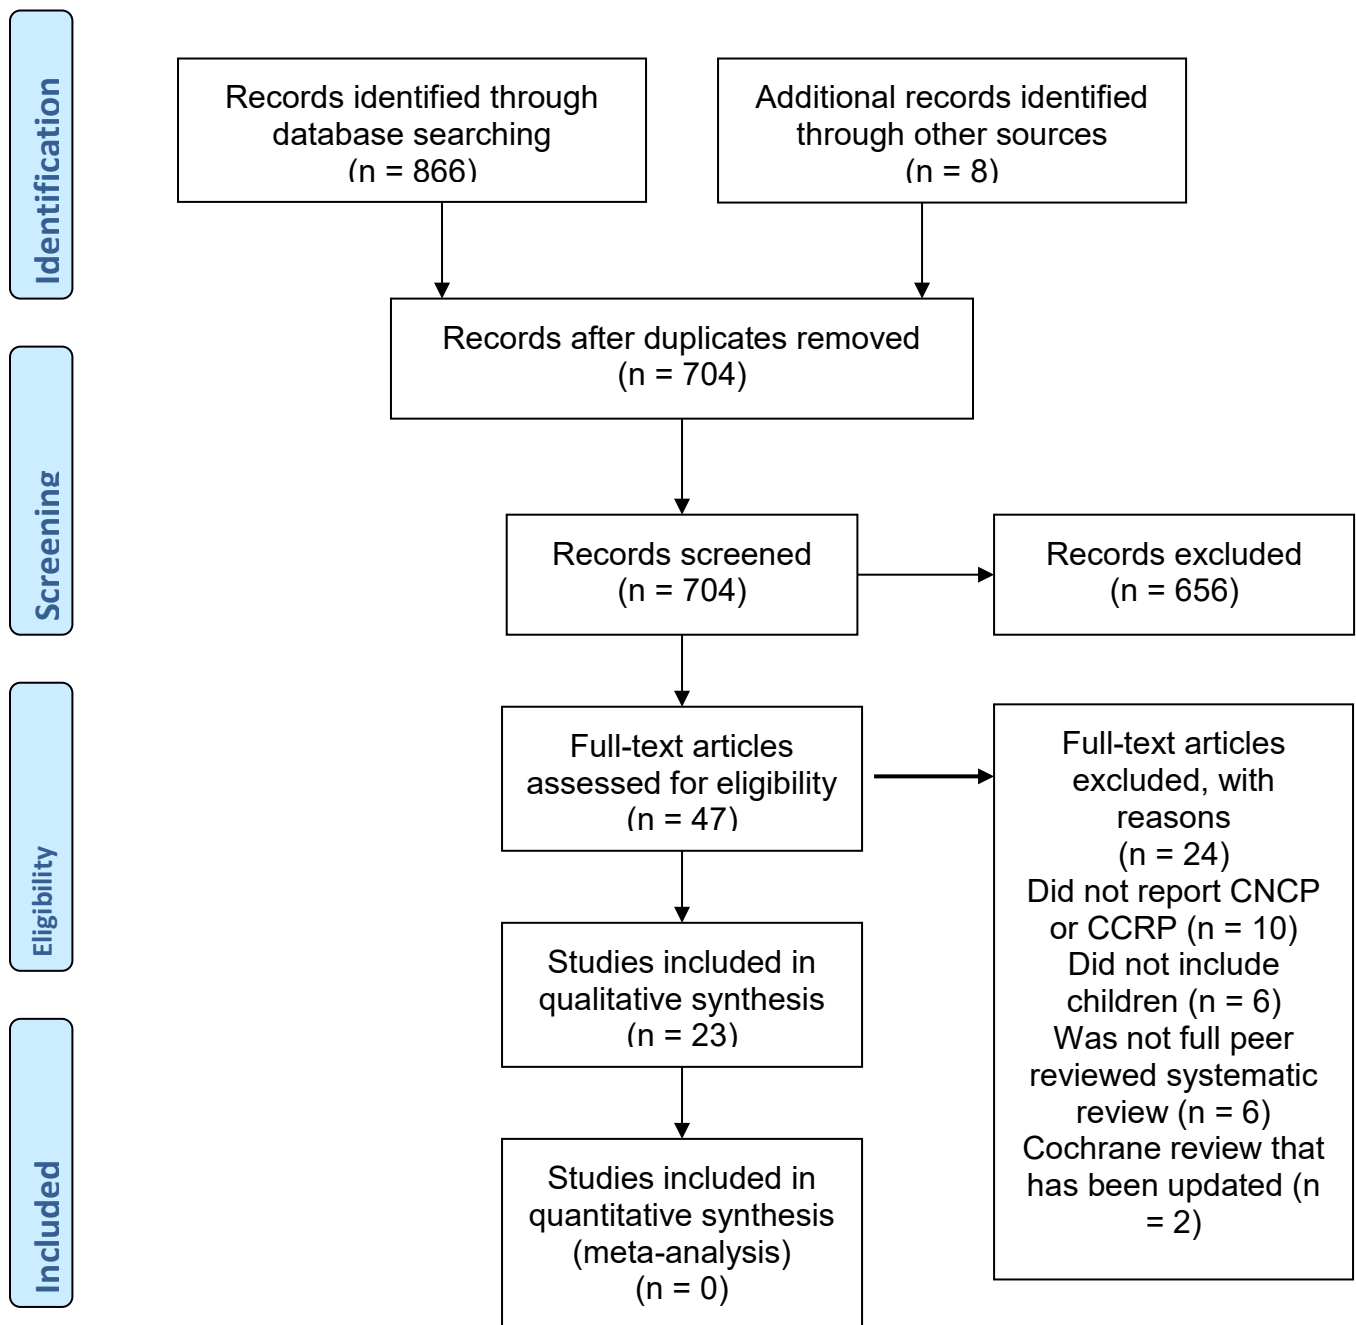 Identification
Records identified through
database searching
(n = 866)
Additional records identified
through other sources
(n = 8)
Records after duplicates removed
(n = 704)
Screening
Records screened
(n = 704)
Records excluded
(n = 656)
Eligibility
Full-text articles
assessed for eligibility
(n = 47)
Full-text articles
excluded, with
reasons
(n = 24)
Did not report CNCP
or CCRP (n = 10)
Did not include
children (n = 6)
Was not full peer
reviewed systematic
review (n = 6)
Cochrane review that
has been updated (n
= 2)
Studies included in
qualitative synthesis
(n = 23)
Included
Studies included in
quantitative synthesis
(meta-analysis)
(n = 0)